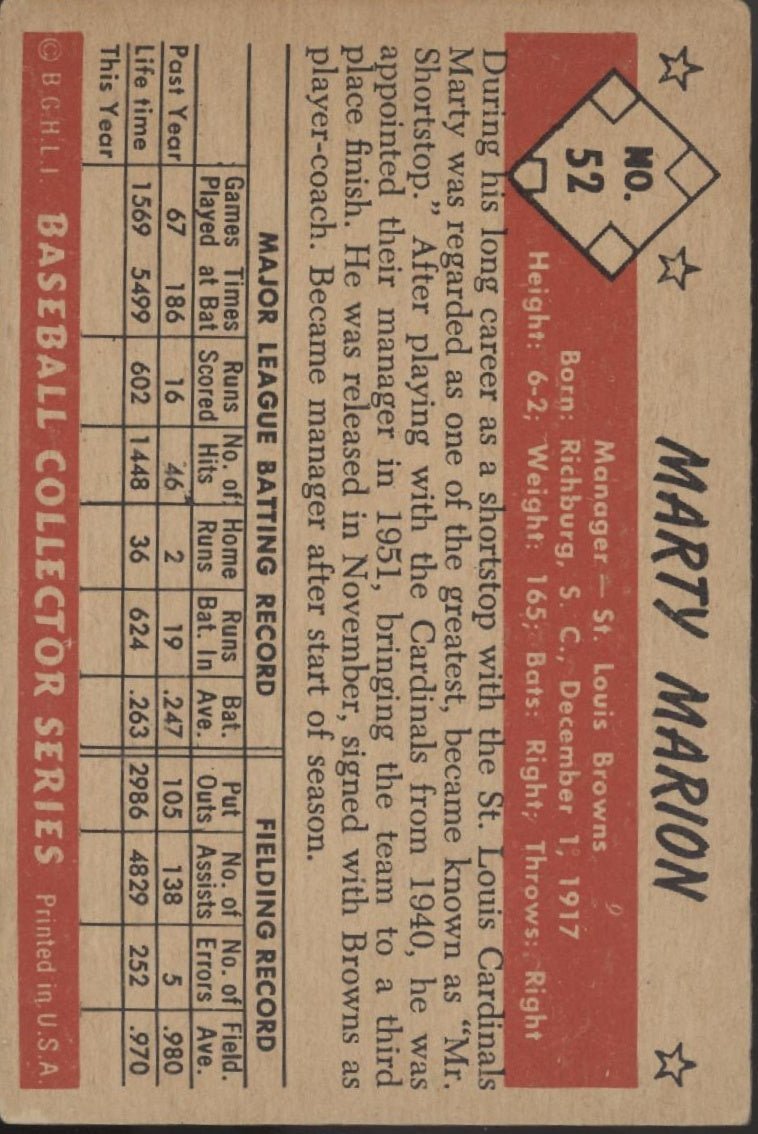 NO.
52
MARTY MARION
Manager — St. Louis Browns
Born: Richburg, S. C., December 1, 1917
Height: 6-2; Weight: 165; Bats: Right; Throws: Right
During his long career as a shortstop with the St. Louis Cardinals
Marty was regarded as one of the greatest, became known as “Mr.
Shortstop.” After playing with the Cardinals from 1940, he was
appointed their manager in 1951, bringing the team to a third
place finish. He was released in November, signed with Browns as
player-coach. Became manager after start of season.
MAJOR LEAGUE BATTING RECORD FIELDING RECORD
Games Times Runs No. of Home Runs Bat. Put No. of No. of Field.
Played at Bat Scored Hits Runs Bat. In Ave. Outs Assists Errors Ave.
Past Year 67 186 16 46 2 19 .247 105 138 5 .980
Life time 1569 5499 602 1448 36 624 .263 2986 4829 252 .970
This Year
© B.G.H.L.I. BASEBALL COLLECTOR SERIES Printed in U.S.A.